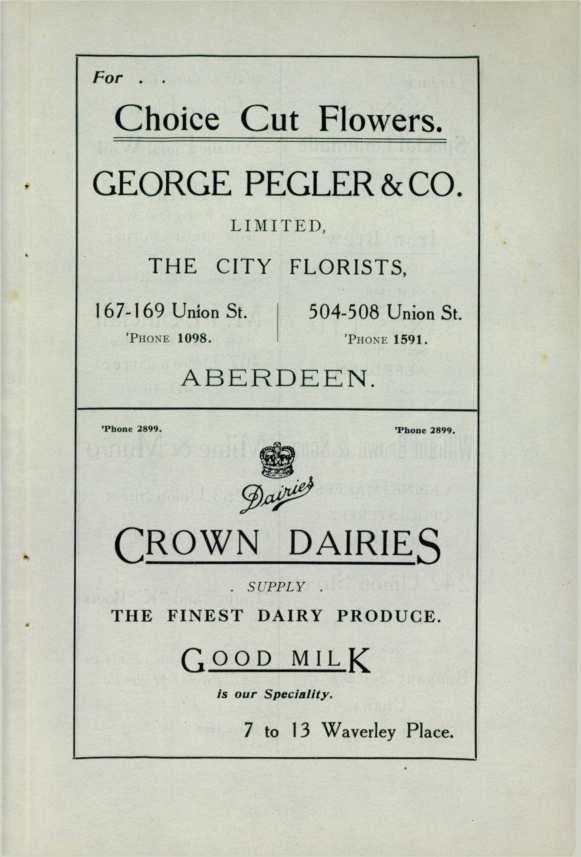 For . .
Choice Cut Flowers.
GEORGE PEGLER & CO.
LIMITED,
THE CITY FLORISTS,
167-169 Union St. 504-508 Union St.
'PHONE 1098. 'PHONE 1591.
ABERDEEN.
'Phone 2899. 'Phone 2899.
Dairies
CROWN DAIRIES
. SUPPLY .
THE FINEST DAIRY PRODUCE.
GOOD MILK
is our Speciality.
7 to 13 Waverley Place.